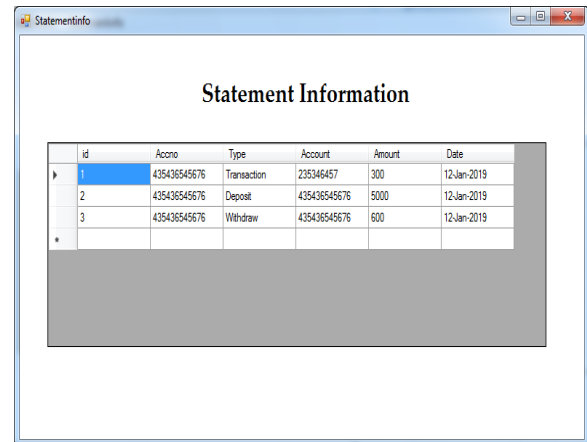 Statementinfo
Statement Information
id Accno Type Account Amount Date
1 435436545676 Transaction 235346457 300 12-Jan-2019
2 435436545676 Deposit 435436545676 5000 12-Jan-2019
3 435436545676 Withdraw 435436545676 600 12-Jan-2019